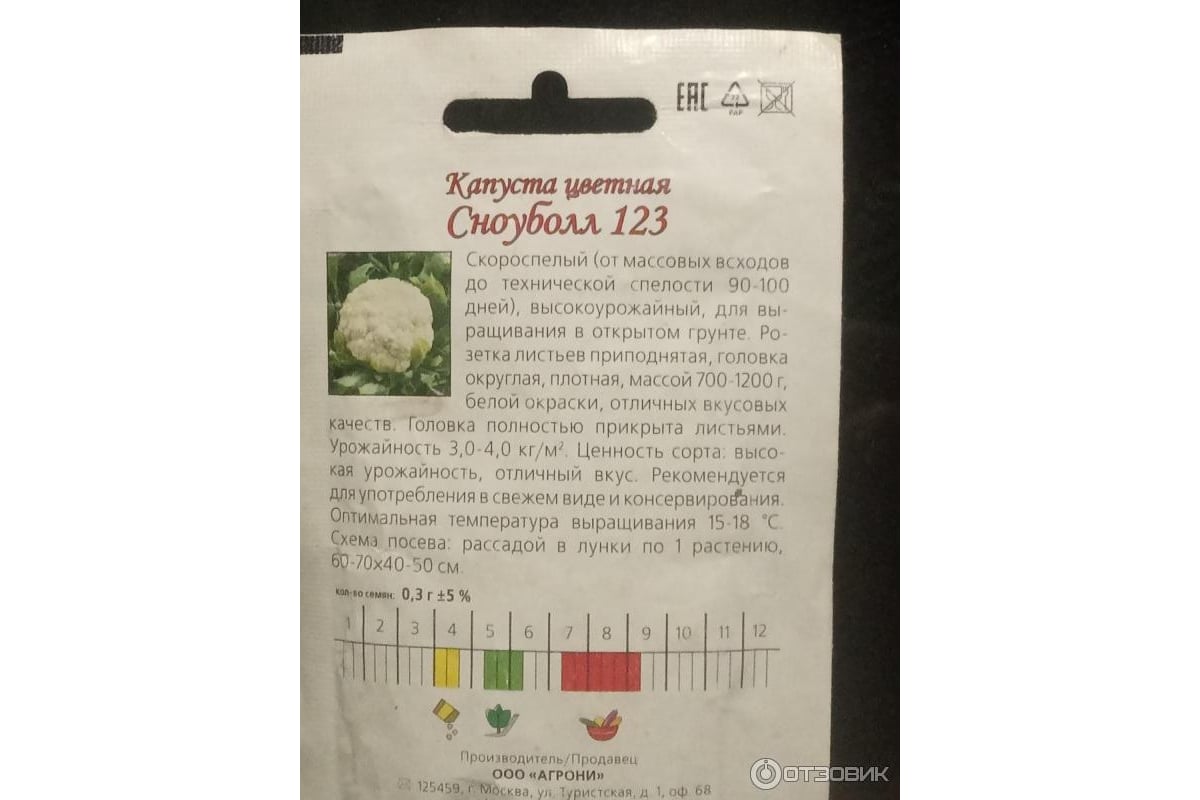 EAC
22
PAP
Капуста цветная
Сноуболл 123
Скороспелый (от массовых всходов
до технической спелости 90-100
дней), высокоурожайный, для вы-
ращивания в открытом грунте. Ро-
зетка листьев приподнятая, головка
округлая, плотная, массой 700-1200 г,
белой окраски, отличных вкусовых
качеств. Головка полностью прикрыта листьями.
Урожайность 3,0-4,0 кг/м². Ценность сорта: высо-
кая урожайность, отличный вкус. Рекомендуется
для употребления в свежем виде и консервирования.
Оптимальная температура выращивания 15-18 °С.
Схема посева: рассадой в лунки по 1 растению,
60-70х40-50 см.
кол-во семян: 0,3 г ±5 %
1 2 3 4 5 6 7 8 9 10 11 12
Производитель/Продавец
ООО «АГРОНИ»
125459, г. Москва, ул. Туристская, д. 1, оф. 68
ОТЗОВИК